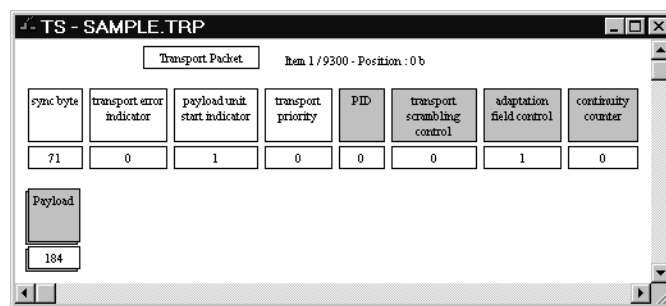 TS - SAMPLE.TRP
Transport Packet Item 1 / 9300 - Position : 0 b
sync byte transport error indicator payload unit start indicator transport priority PID transport scrambling control adaptation field control continuity counter
71 0 1 0 0 0 1 0
Payload
184